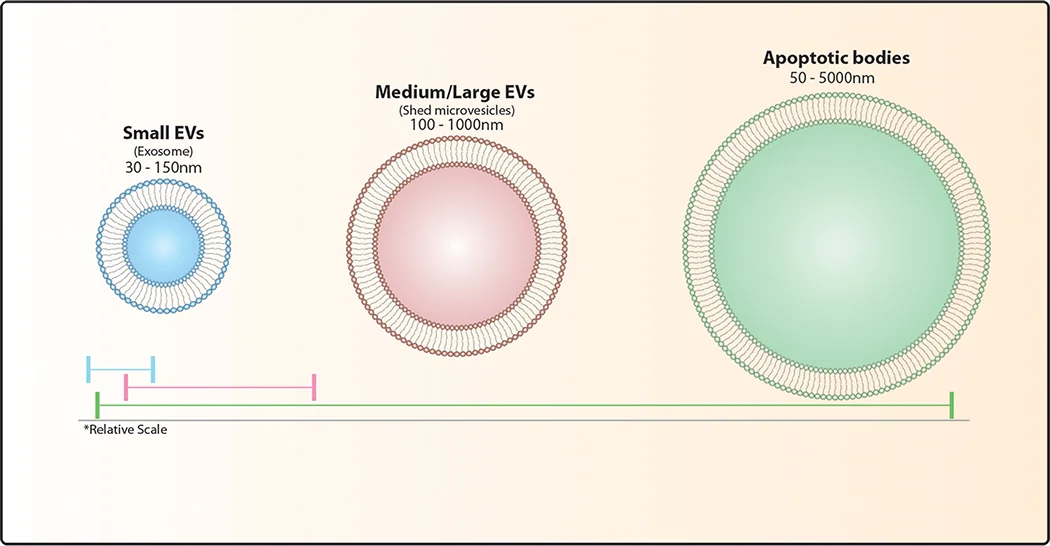 Small EVs
(Exosome)
30 - 150nm
Medium/Large EVs
(Shed microvesicles)
100 - 1000nm
Apoptotic bodies
50 - 5000nm
*Relative Scale